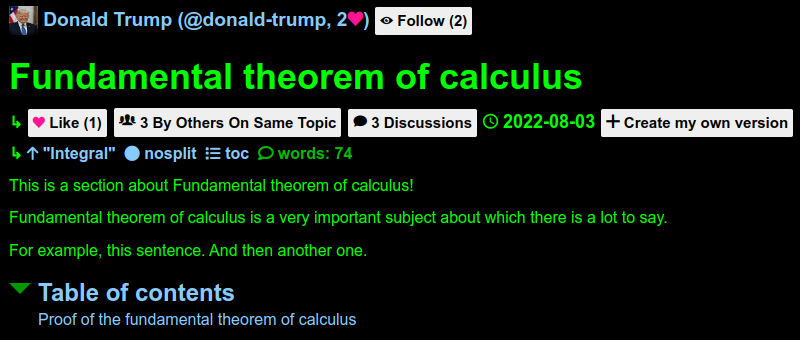 Donald Trump (@donald-trump, 2♥) Follow (2)
Fundamental theorem of calculus
↳ ♥ Like (1) 3 By Others On Same Topic 3 Discussions 2022-08-03 + Create my own version
↳ ↑ "Integral" nosplit toc words: 74
This is a section about Fundamental theorem of calculus!
Fundamental theorem of calculus is a very important subject about which there is a lot to say.
For example, this sentence. And then another one.
Table of contents
Proof of the fundamental theorem of calculus